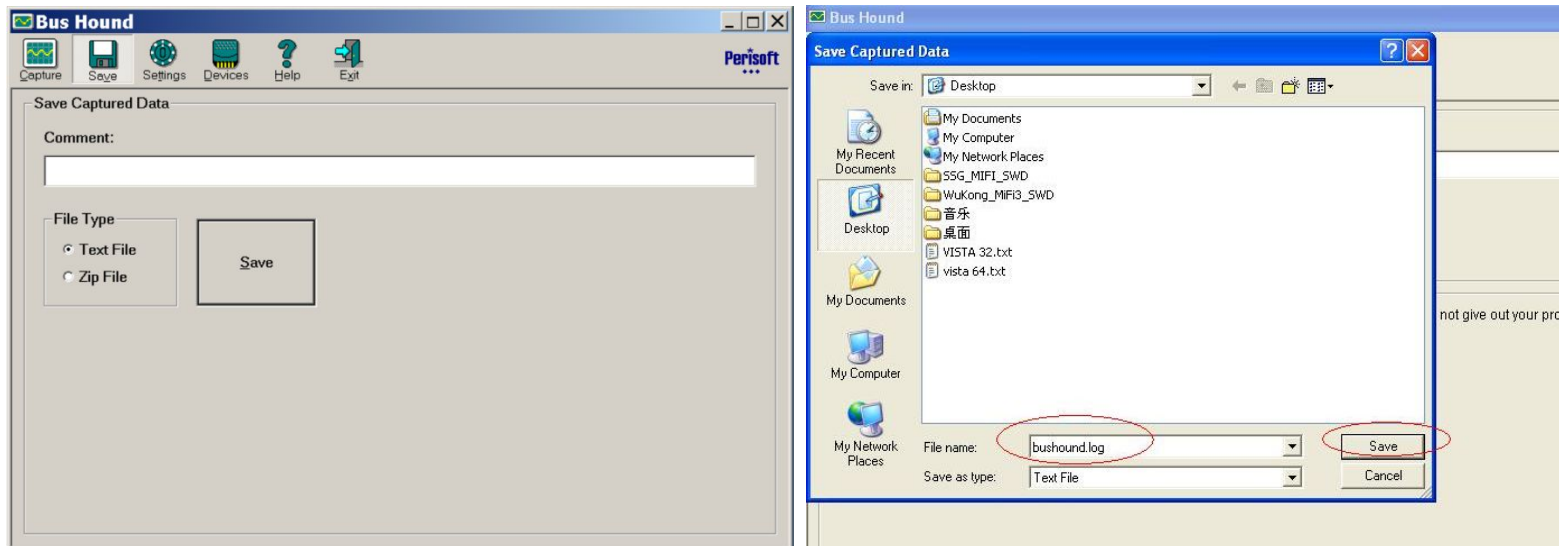 Bus Hound
Capture Save Settings Devices Help Exit
Perisoft
Save Captured Data
Comment:
File Type
Text File
Zip File
Save
Bus Hound
Save Captured Data
Save in: Desktop
My Recent Documents
Desktop
My Documents
My Computer
My Network Places
My Documents
My Computer
My Network Places
SSG_MIFI_SWD
WuKong_MiFi3_SWD
音乐
桌面
VISTA 32.txt
vista 64.txt
File name: bushound.log Save
Save as type: Text File Cancel
not give out your pro